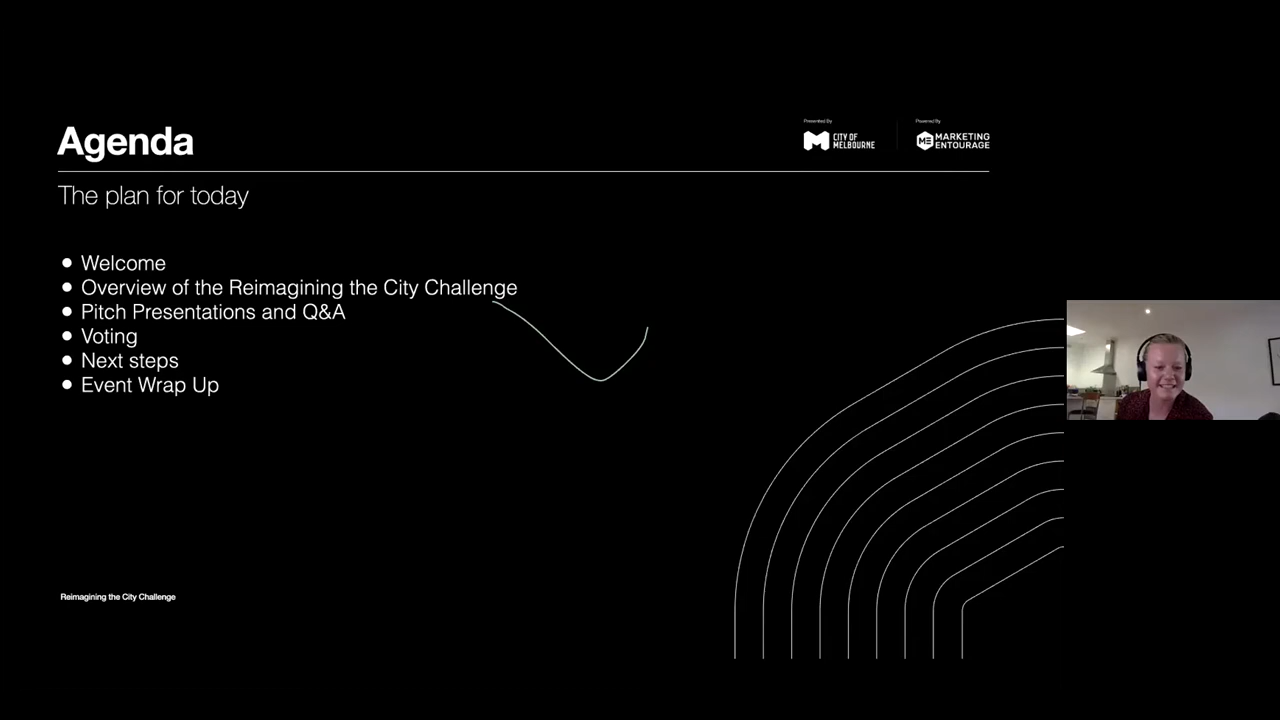 Agenda
Presented By
CITY OF
MELBOURNE
Powered By
ME MARKETING
ENTOURAGE
The plan for today
● Welcome
● Overview of the Reimagining the City Challenge
● Pitch Presentations and Q&A
● Voting
● Next steps
● Event Wrap Up
Reimagining the City Challenge